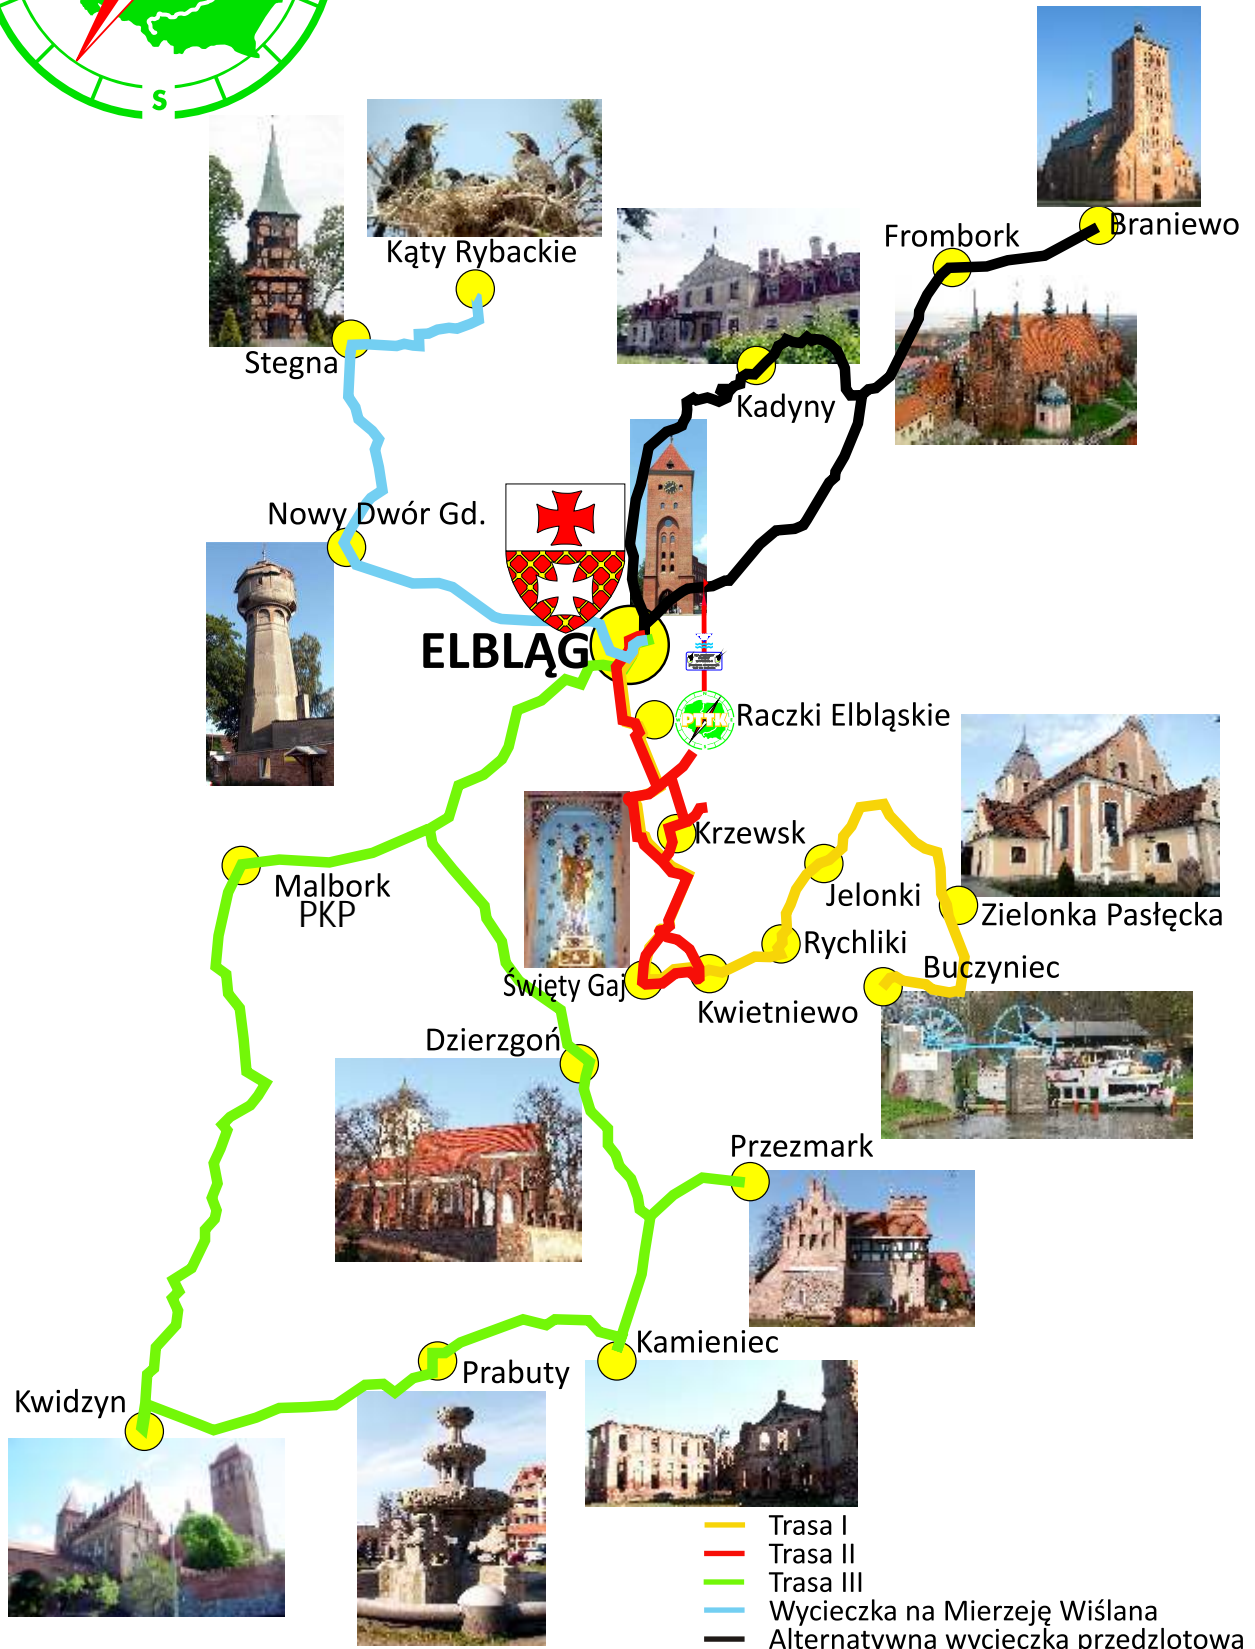 S
Kąty Rybackie
Frombork
Braniewo
Stegna
Kadyny
Nowy Dwór Gd.
ELBLĄG
PTTK
Raczki Elbląskie
Krzewsk
Malbork
PKP
Jelonki
Zielonka Pasłęcka
Rychliki
Święty Gaj
Buczyniec
Kwietniewo
Dzierzgoń
Przezmark
Kamieniec
Prabuty
Kwidzyn
Trasa I
Trasa II
Trasa III
Wycieczka na Mierzeję Wiślana
Alternatywna wycieczka przedzlotowa